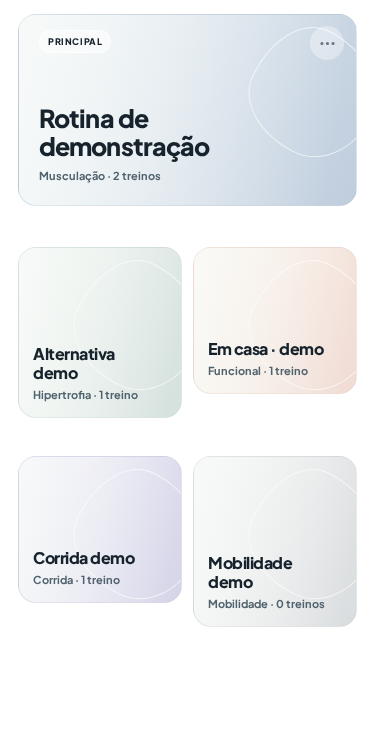 PRINCIPAL
Rotina de
demonstração
Musculação · 2 treinos
Alternativa
demo
Hipertrofia · 1 treino
Em casa · demo
Funcional · 1 treino
Corrida demo
Corrida · 1 treino
Mobilidade
demo
Mobilidade · 0 treinos